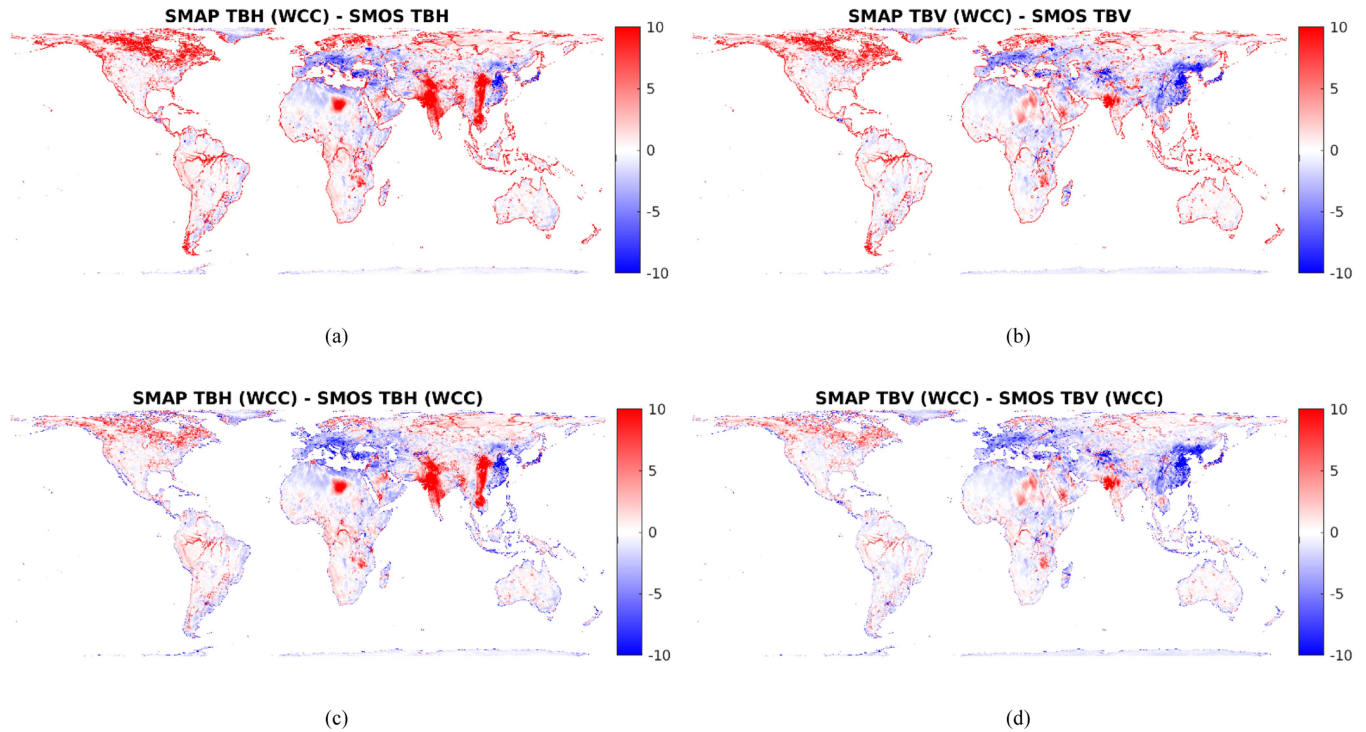 SMAP TBH (WCC) - SMOS TBH
10
5
0
-5
-10
(a)
SMAP TBV (WCC) - SMOS TBV
10
5
0
-5
-10
(b)
SMAP TBH (WCC) - SMOS TBH (WCC)
10
5
0
-5
-10
(c)
SMAP TBV (WCC) - SMOS TBV (WCC)
10
5
0
-5
-10
(d)